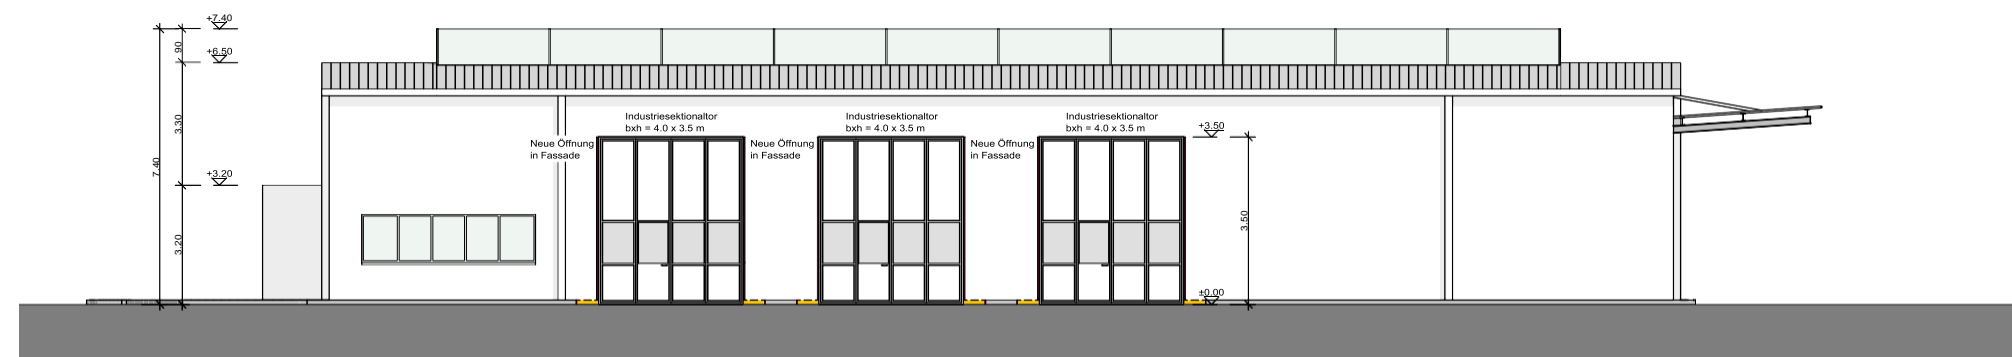 +7.40
90
+6.50
3.30
7.40
+3.20
3.20
Industriesektionaltor
bxh = 4.0 x 3.5 m
Neue Öffnung
in Fassade
Industriesektionaltor
bxh = 4.0 x 3.5 m
Neue Öffnung
in Fassade
Industriesektionaltor
bxh = 4.0 x 3.5 m
Neue Öffnung
in Fassade
+3.50
3.50
±0.00